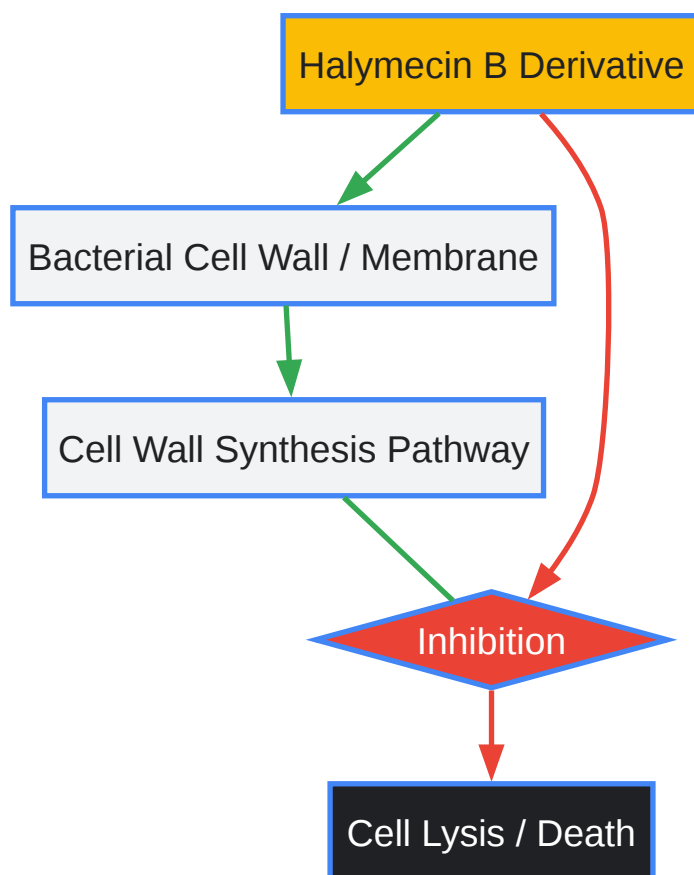 Halymecin B Derivative
Bacterial Cell Wall / Membrane
Cell Wall Synthesis Pathway
Inhibition
Cell Lysis / Death